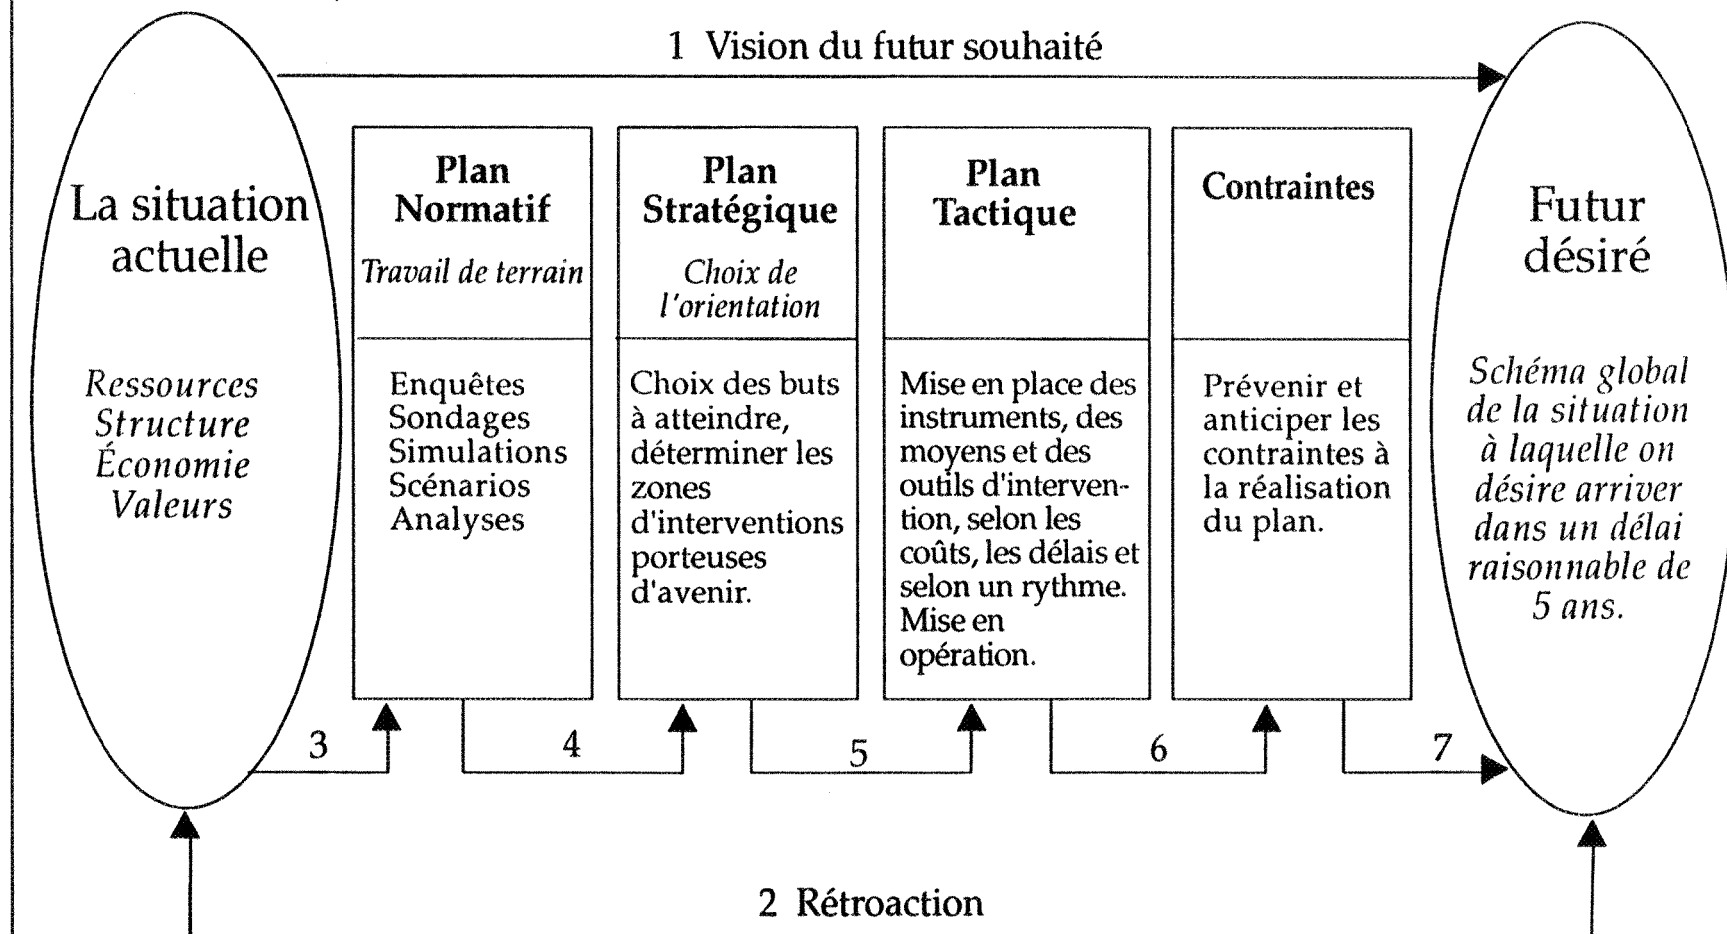 1 Vision du futur souhaité
La situation
actuelle
Ressources
Structure
Économie
Valeurs
Plan
Normatif
Travail de terrain
Enquêtes
Sondages
Simulations
Scénarios
Analyses
Plan
Stratégique
Choix de
l'orientation
Choix des buts
à atteindre,
déterminer les
zones
d'interventions
porteuses
d'avenir.
Plan
Tactique
Mise en place des
instruments, des
moyens et des
outils d'interven-
tion, selon les
coûts, les délais et
selon un rythme.
Mise en
opération.
Contraintes
Prévenir et
anticiper les
contraintes à
la réalisation
du plan.
Futur
désiré
Schéma global
de la situation
à laquelle on
désire arriver
dans un délai
raisonnable de
5 ans.
3
4
5
6
7
2 Rétroaction